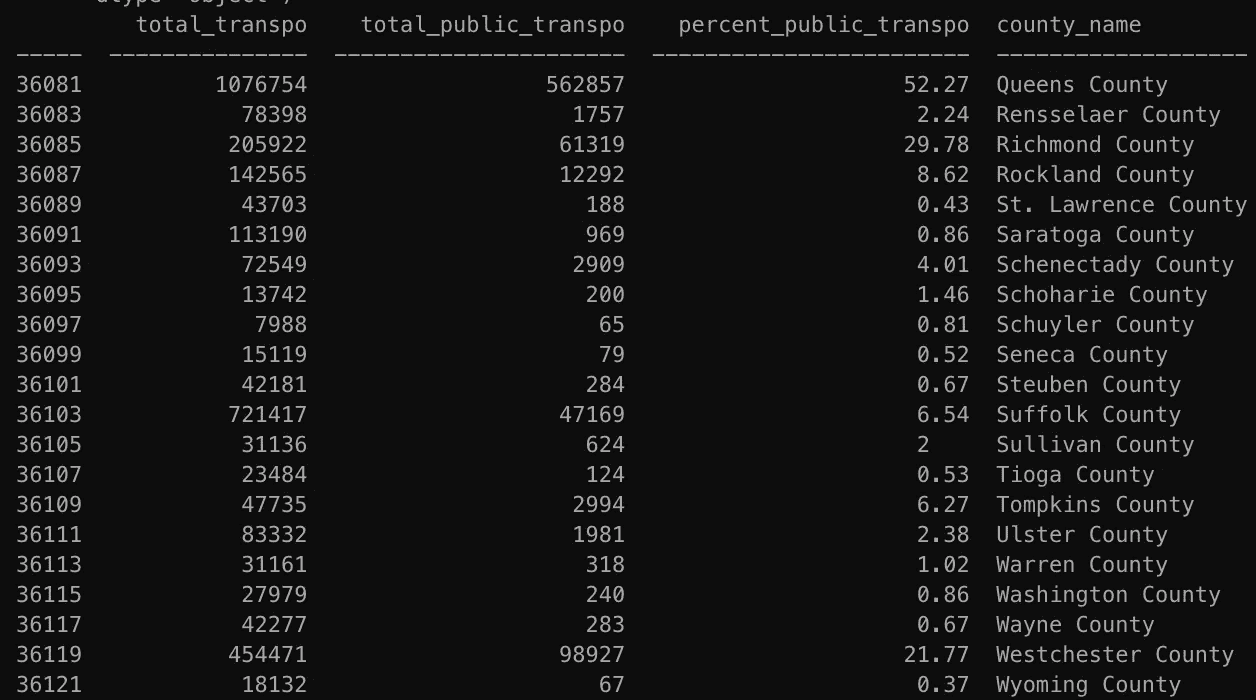 total_transpo total_public_transpo percent_public_transpo county_name
----- --------------- ---------------------- ------------------------ -------------------
36081 1076754 562857 52.27 Queens County
36083 78398 1757 2.24 Rensselaer County
36085 205922 61319 29.78 Richmond County
36087 142565 12292 8.62 Rockland County
36089 43703 188 0.43 St. Lawrence County
36091 113190 969 0.86 Saratoga County
36093 72549 2909 4.01 Schenectady County
36095 13742 200 1.46 Schoharie County
36097 7988 65 0.81 Schuyler County
36099 15119 79 0.52 Seneca County
36101 42181 284 0.67 Steuben County
36103 721417 47169 6.54 Suffolk County
36105 31136 624 2 Sullivan County
36107 23484 124 0.53 Tioga County
36109 47735 2994 6.27 Tompkins County
36111 83332 1981 2.38 Ulster County
36113 31161 318 1.02 Warren County
36115 27979 240 0.86 Washington County
36117 42277 283 0.67 Wayne County
36119 454471 98927 21.77 Westchester County
36121 18132 67 0.37 Wyoming County